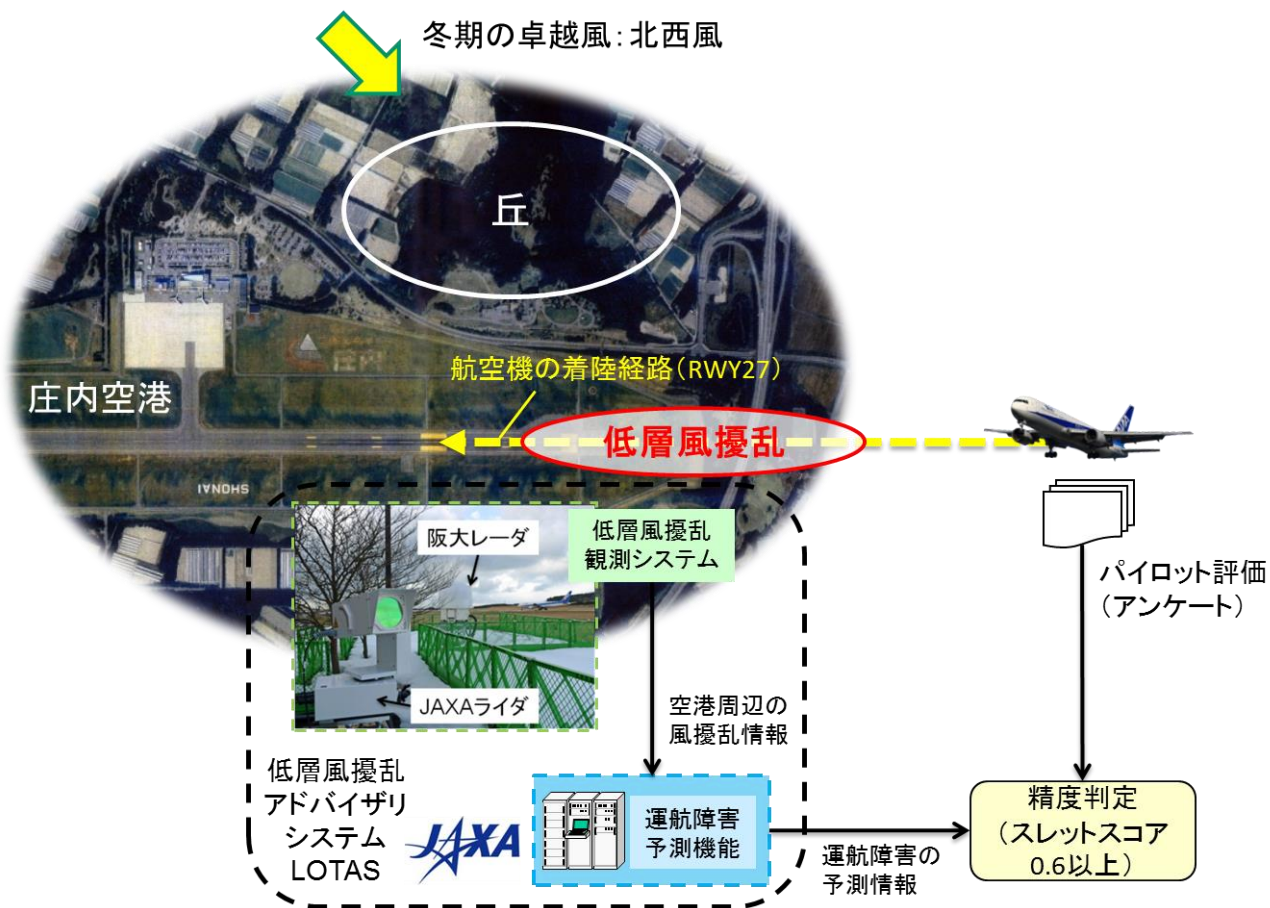 冬期の卓越風：北西風
丘
航空機の着陸経路（RWY27）
庄内空港
低層風擾乱
SHONAI
阪大レーダ
低層風擾乱
観測システム
パイロット評価
（アンケート）
JAXAライダ
空港周辺の
風擾乱情報
低層風擾乱
アドバイザリ
システム
LOTAS
JAXA
運航障害
予測機能
運航障害の
予測情報
精度判定
（スレットスコア
0.6以上）